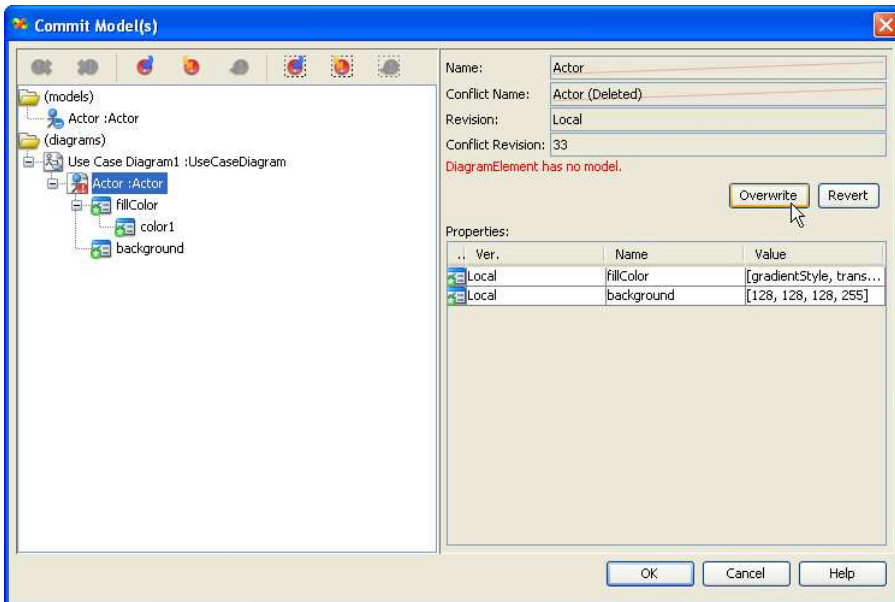 Commit Model(s)
(models)
Actor :Actor
(diagrams)
Use Case Diagram1 :UseCaseDiagram
Actor :Actor
fillColor
color1
background
Name: Actor
Conflict Name: Actor (Deleted)
Revision: Local
Conflict Revision: 33
DiagramElement has no model.
Overwrite Revert
Properties:
.. Ver. Name Value
Local fillColor [gradientStyle, trans...
Local background [128, 128, 128, 255]
OK Cancel Help